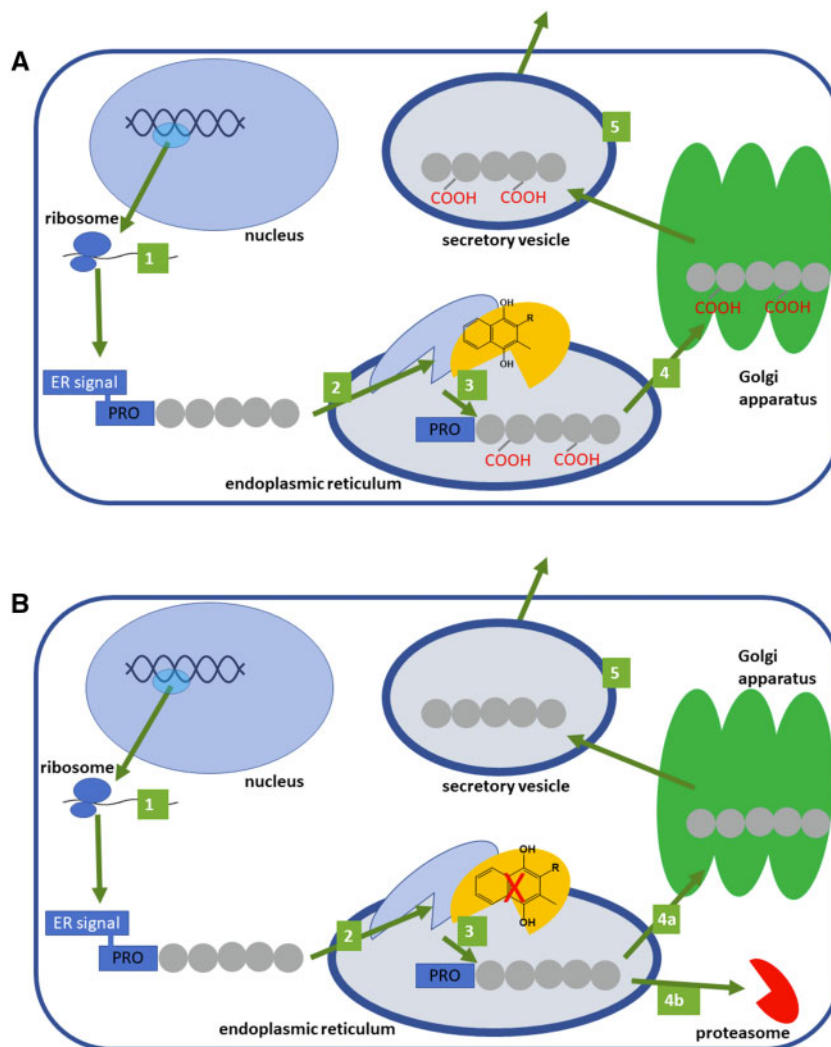 A
5
COOH
COOH
ribosome
nucleus
secretory vesicle
1
COOH
COOH
OH
R
OH
ER signal
2
3
4
Golgi
apparatus
PRO
PRO
COOH
COOH
endoplasmic reticulum
B
Golgi
apparatus
5
ribosome
nucleus
secretory vesicle
1
OH
R
X
OH
ER signal
2
3
4a
PRO
PRO
4b
endoplasmic reticulum
proteasome